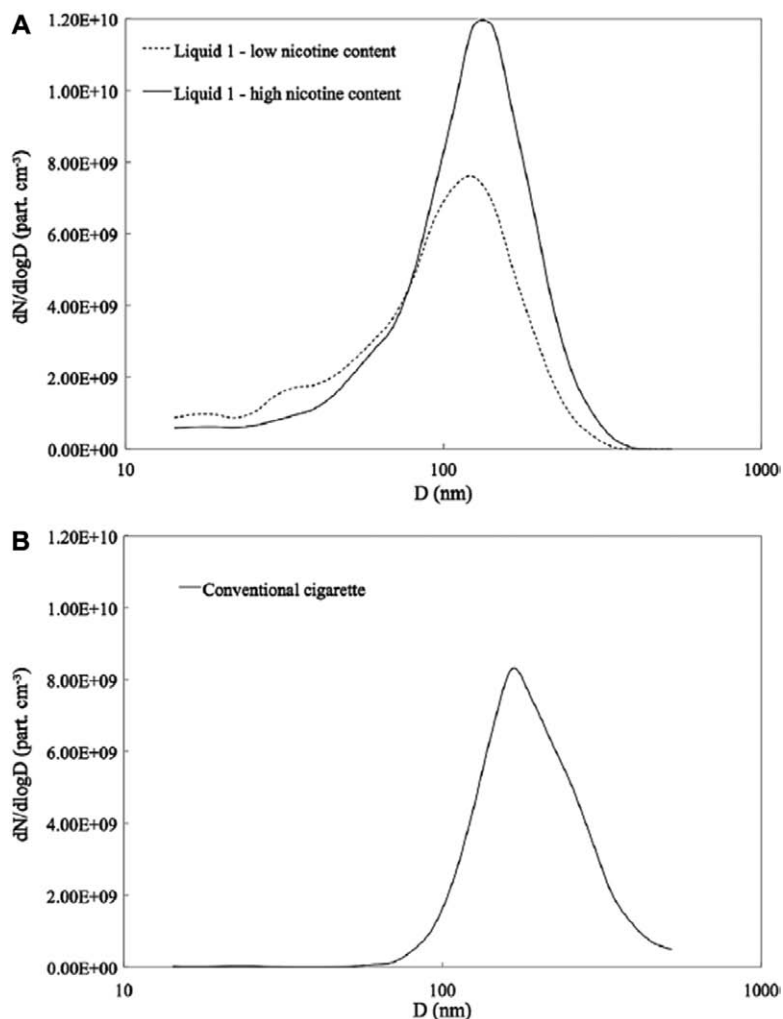 A
1.20E+10
Liquid 1 - low nicotine content
1.00E+10
Liquid 1 - high nicotine content
8.00E+09
6.00E+09
4.00E+09
2.00E+09
0.00E+00
dN/dlogD (part. cm⁻³)
10 100 1000
D (nm)
B
1.20E+10
Conventional cigarette
1.00E+10
8.00E+09
6.00E+09
4.00E+09
2.00E+09
0.00E+00
dN/dlogD (part. cm⁻³)
10 100 1000
D (nm)